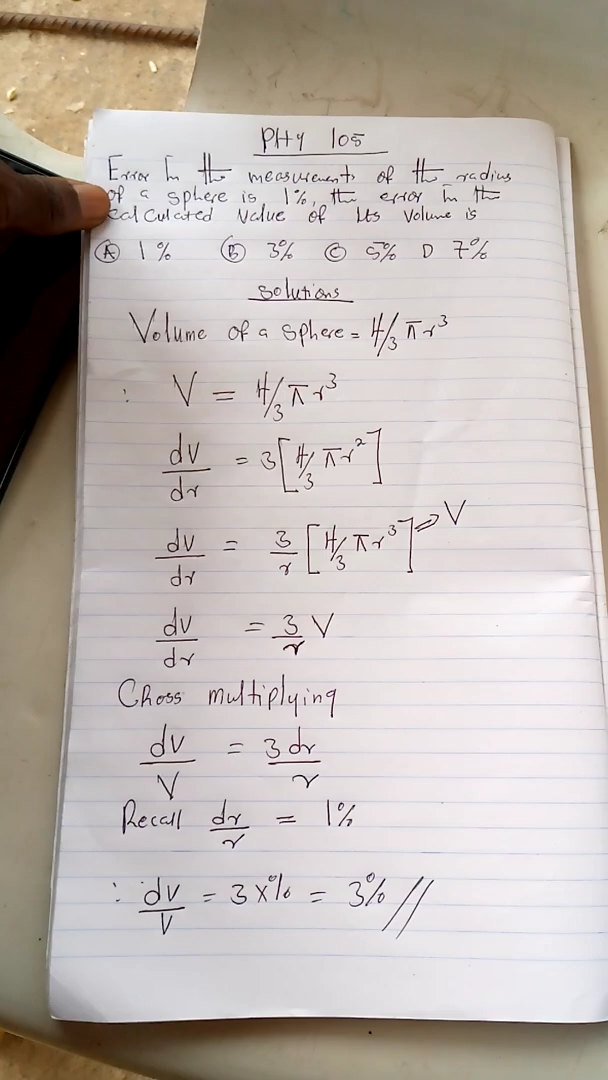 PHY 105
Error in the measurements of the radius
of a sphere is 1%, the error in the
calculated value of its volume is
(A) 1% (B) 3% (C) 5% D 7%
solutions
Volume of a sphere = 4/3 πr³
: V = 4/3 πr³
dv/dr = 3[4/3 πr²]
dv/dr = 3/r [4/3 πr³] ⇒ V
dv/dr = 3/r V
Cross multiplying
dv/V = 3dr/r
Recall dr/r = 1%
: dv/V = 3 x% = 3% //